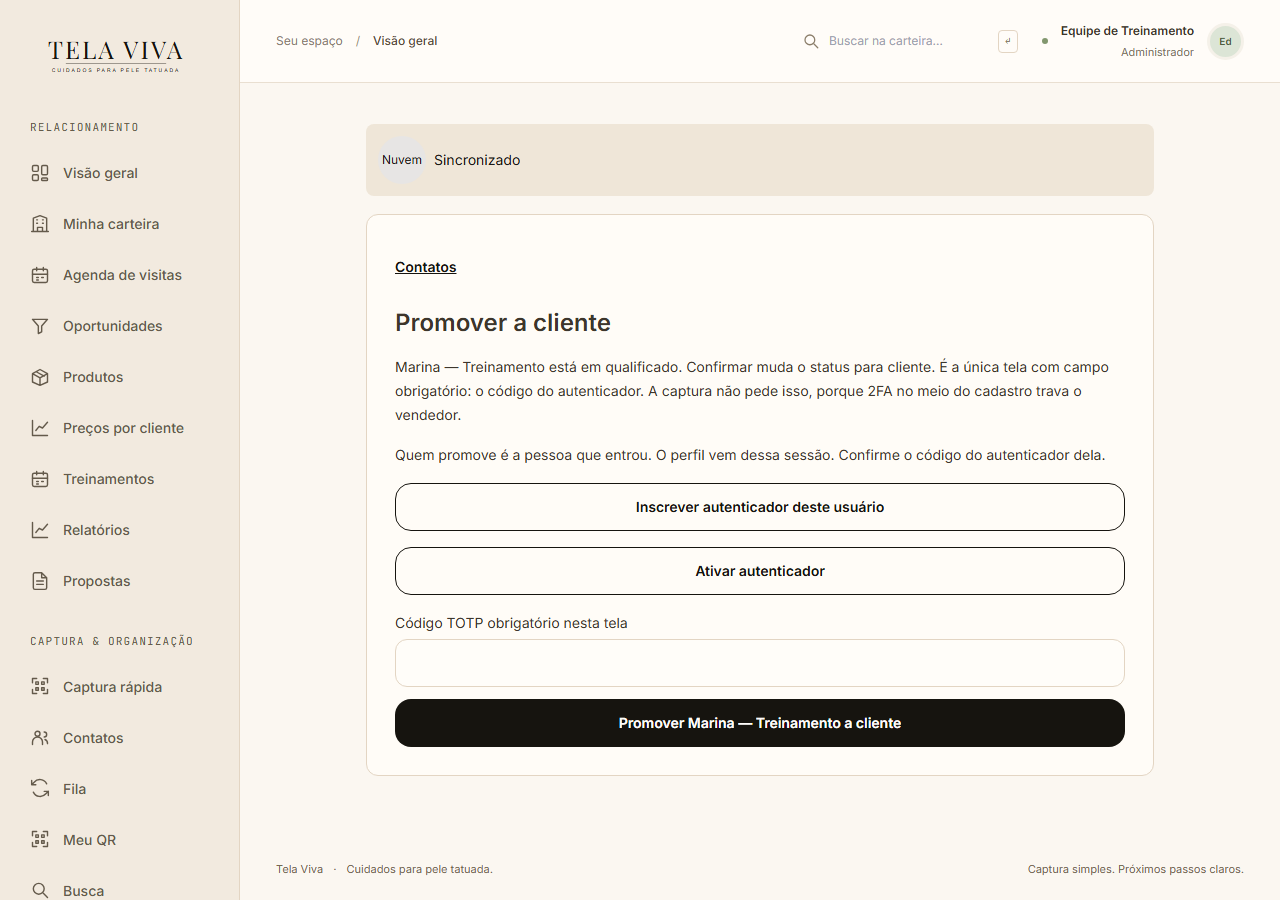 TELA VIVA
CUIDADOS PARA PELE TATUADA
RELACIONAMENTO
Visão geral
Minha carteira
Agenda de visitas
Oportunidades
Produtos
Preços por cliente
Treinamentos
Relatórios
Propostas
CAPTURA & ORGANIZAÇÃO
Captura rápida
Contatos
Fila
Meu QR
Busca
Seu espaço / Visão geral
Buscar na carteira...
↵
Equipe de Treinamento
Administrador
Ed
Nuvem Sincronizado
Contatos
Promover a cliente
Marina — Treinamento está em qualificado. Confirmar muda o status para cliente. É a única tela com campo
obrigatório: o código do autenticador. A captura não pede isso, porque 2FA no meio do cadastro trava o
vendedor.
Quem promove é a pessoa que entrou. O perfil vem dessa sessão. Confirme o código do autenticador dela.
Inscrever autenticador deste usuário
Ativar autenticador
Código TOTP obrigatório nesta tela
Promover Marina — Treinamento a cliente
Tela Viva · Cuidados para pele tatuada.
Captura simples. Próximos passos claros.